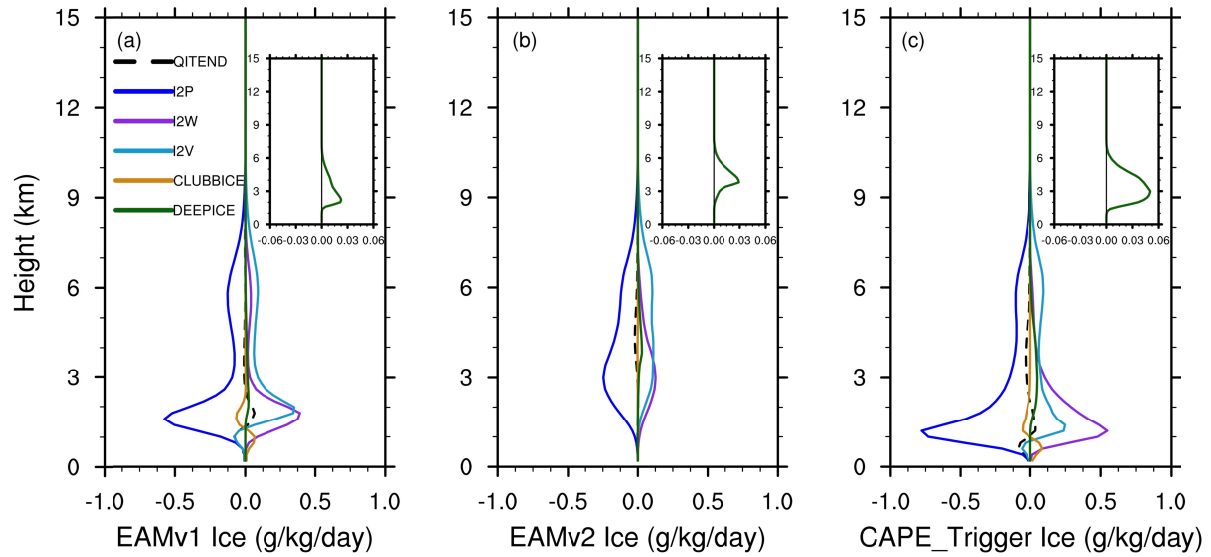 (a)
(b)
(c)
QITEND
I2P
I2W
I2V
CLUBBICE
DEEPICE
Height (km)
15
12
9
6
3
0
15
12
9
6
3
0
-0.06-0.03 0.00 0.03 0.06
-1.0 -0.5 0.0 0.5 1.0
EAMv1 Ice (g/kg/day)
15
12
9
6
3
0
15
12
9
6
3
0
-0.06-0.03 0.00 0.03 0.06
-1.0 -0.5 0.0 0.5 1.0
EAMv2 Ice (g/kg/day)
15
12
9
6
3
0
15
12
9
6
3
0
-0.06-0.03 0.00 0.03 0.06
-1.0 -0.5 0.0 0.5 1.0
CAPE_Trigger Ice (g/kg/day)